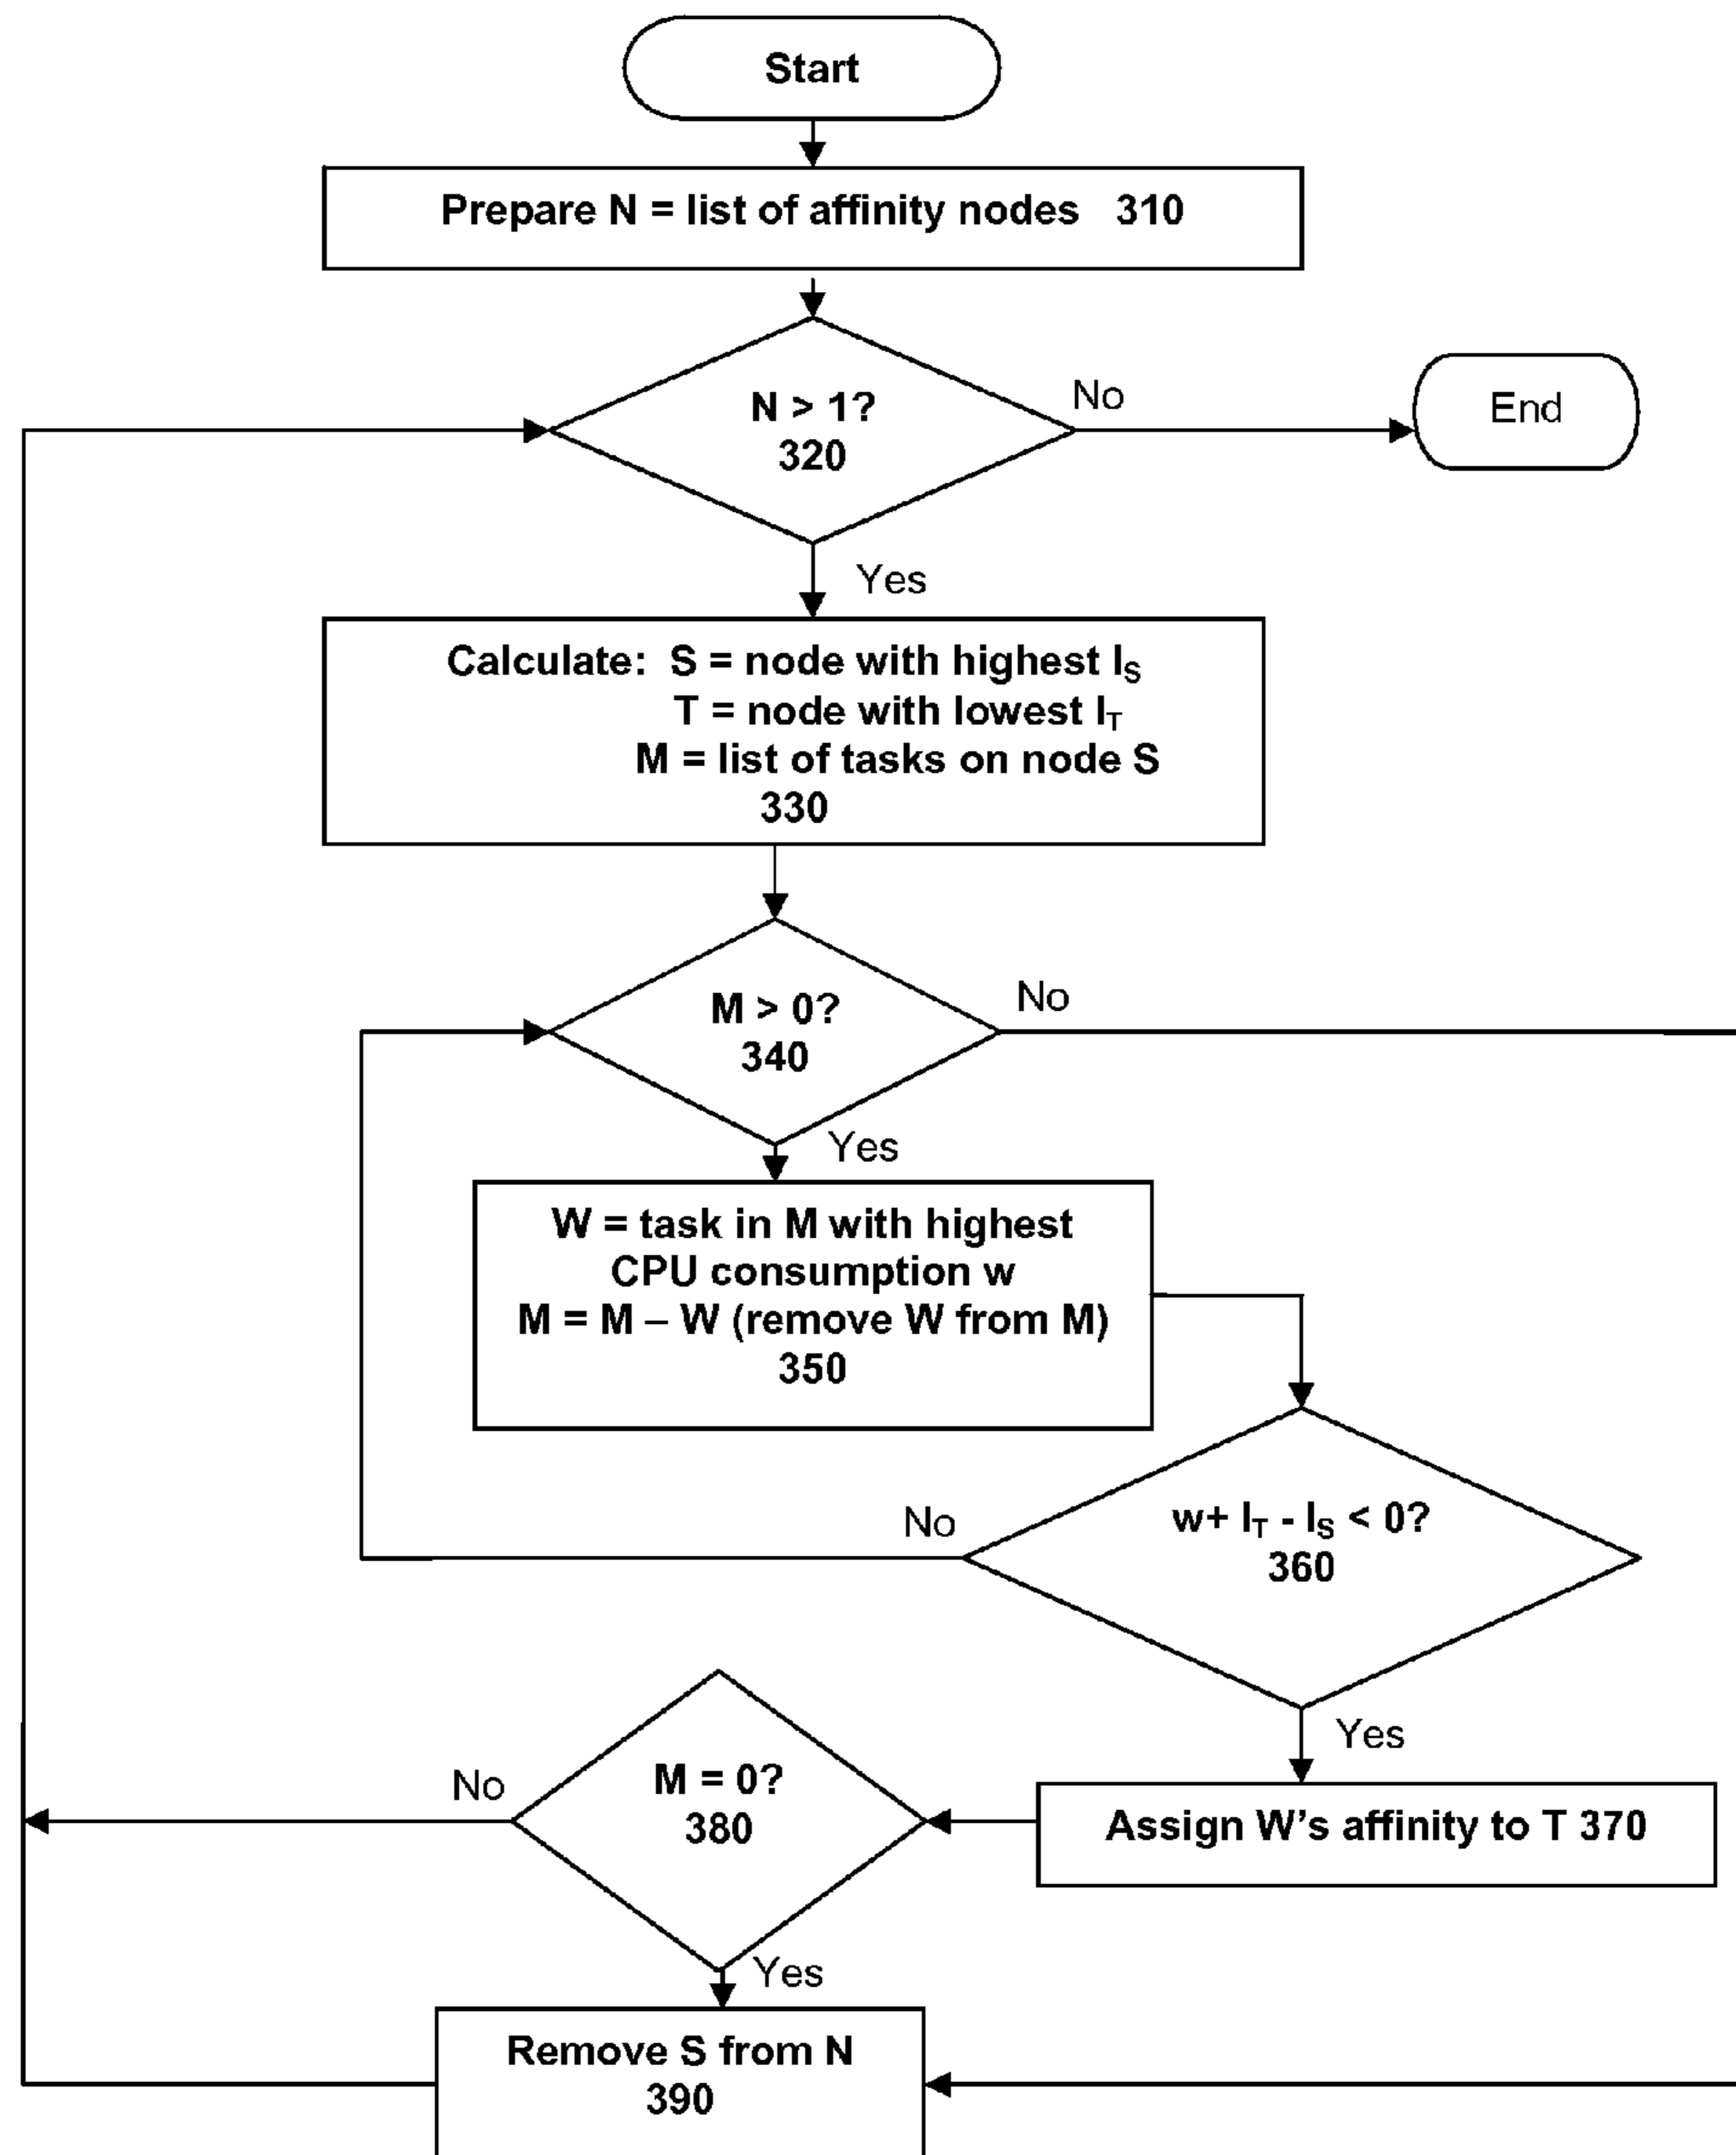 Start
Prepare N = list of affinity nodes 310
N > 1?
320
No
End
Yes
Calculate: S = node with highest IS
T = node with lowest IT
M = list of tasks on node S
330
M > 0?
340
No
Yes
W = task in M with highest
CPU consumption w
M = M – W (remove W from M)
350
w+ IT - IS < 0?
360
No
Yes
M = 0?
380
No
Assign W's affinity to T 370
Yes
Remove S from N
390